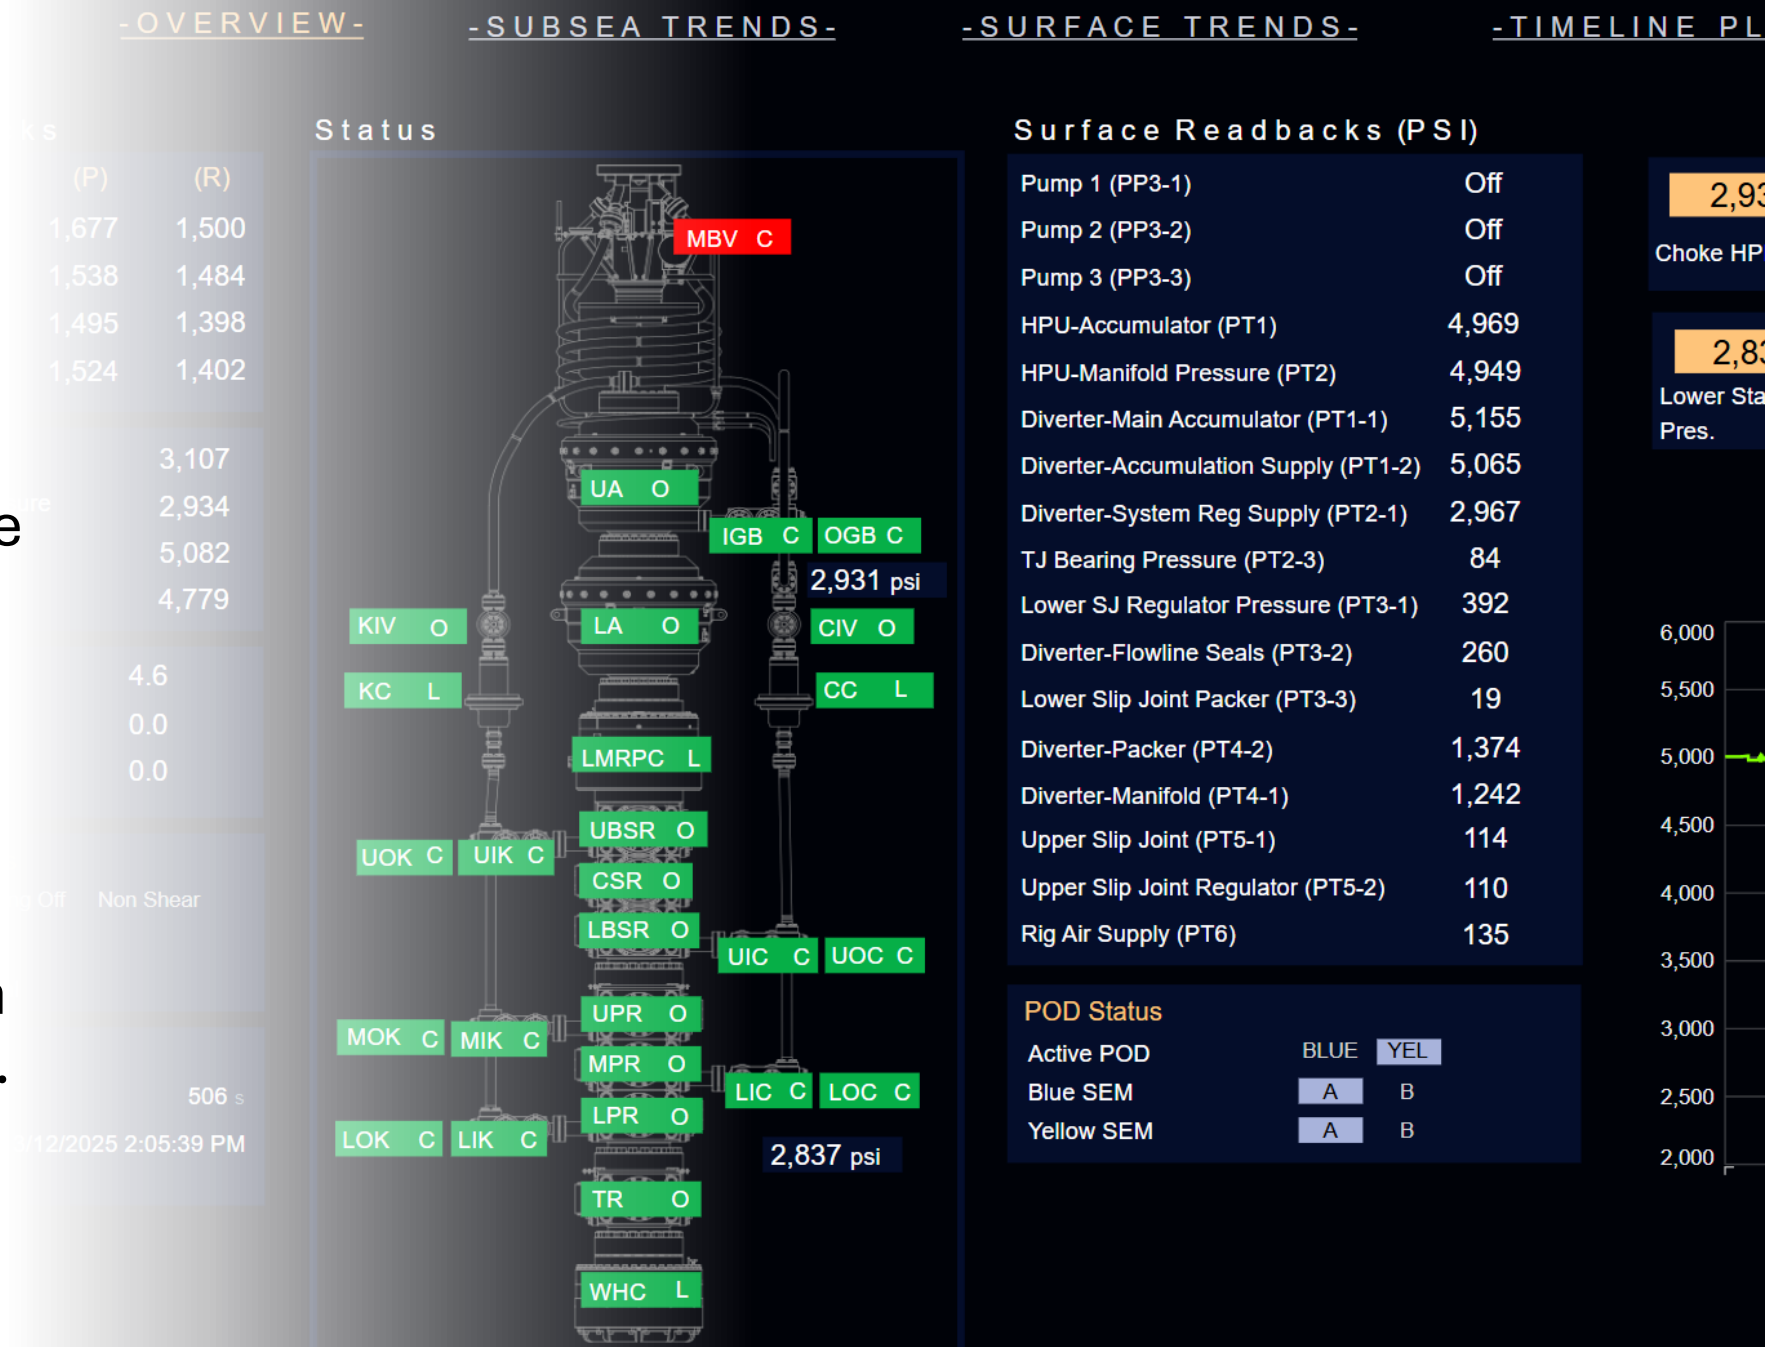 -OVERVIEW-
-SUBSEA TRENDS-
-SURFACE TRENDS-
-TIMELINE PL
ks
(P) (R)
1,677 1,500
1,538 1,484
1,495 1,398
1,524 1,402
3,107
re 2,934
e
5,082
4,779
4.6
0.0
0.0
Off Non Shear
506 s
/12/2025 2:05:39 PM
Status
MBV C
UA O
IGB C OGB C
2,931 psi
KIV O LA O CIV O
KC L CC L
LMRPC L
UBSR O
UOK C UIK C
CSR O
LBSR O
UIC C UOC C
UPR O
MOK C MIK C
MPR O
LIC C LOC C
LPR O
LOK C LIK C
2,837 psi
TR O
WHC L
Surface Readbacks (PSI)
Pump 1 (PP3-1) Off
Pump 2 (PP3-2) Off
Pump 3 (PP3-3) Off
HPU-Accumulator (PT1) 4,969
HPU-Manifold Pressure (PT2) 4,949
Diverter-Main Accumulator (PT1-1) 5,155
Diverter-Accumulation Supply (PT1-2) 5,065
Diverter-System Reg Supply (PT2-1) 2,967
TJ Bearing Pressure (PT2-3) 84
Lower SJ Regulator Pressure (PT3-1) 392
Diverter-Flowline Seals (PT3-2) 260
Lower Slip Joint Packer (PT3-3) 19
Diverter-Packer (PT4-2) 1,374
Diverter-Manifold (PT4-1) 1,242
Upper Slip Joint (PT5-1) 114
Upper Slip Joint Regulator (PT5-2) 110
Rig Air Supply (PT6) 135
POD Status
Active POD BLUE YEL
Blue SEM A B
Yellow SEM A B
2,93
Choke HP
2,83
Lower Sta
Pres.
6,000
5,500
5,000
4,500
4,000
3,500
3,000
2,500
2,000